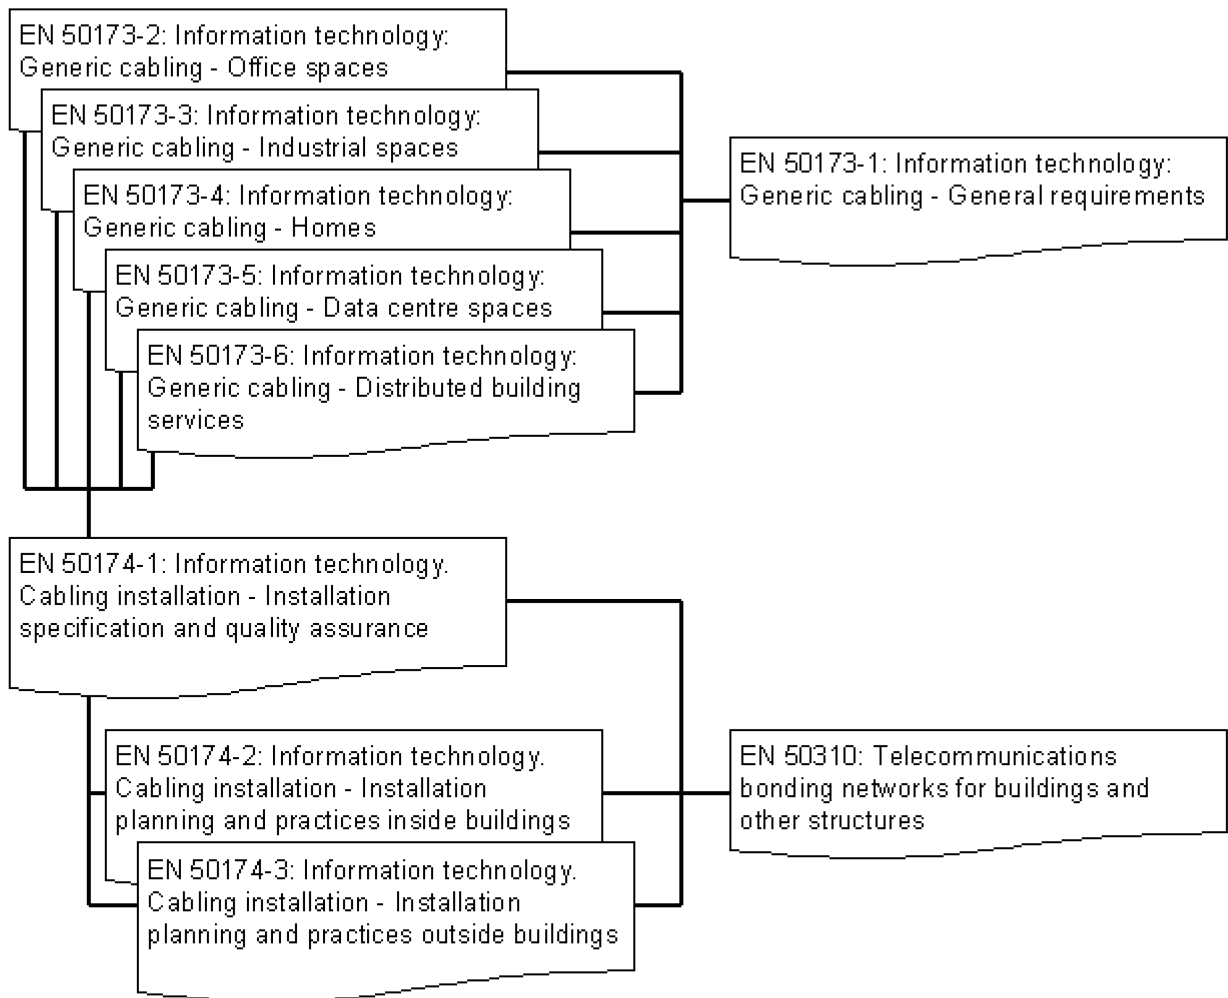 EN 50173-2: Information technology:
Generic cabling - Office spaces
EN 50173-3: Information technology:
Generic cabling - Industrial spaces
EN 50173-4: Information technology:
Generic cabling - Homes
EN 50173-5: Information technology:
Generic cabling - Data centre spaces
EN 50173-6: Information technology:
Generic cabling - Distributed building
services
EN 50173-1: Information technology:
Generic cabling - General requirements
EN 50174-1: Information technology.
Cabling installation - Installation
specification and quality assurance
EN 50174-2: Information technology.
Cabling installation - Installation
planning and practices inside buildings
EN 50174-3: Information technology.
Cabling installation - Installation
planning and practices outside buildings
EN 50310: Telecommunications
bonding networks for buildings and
other structures